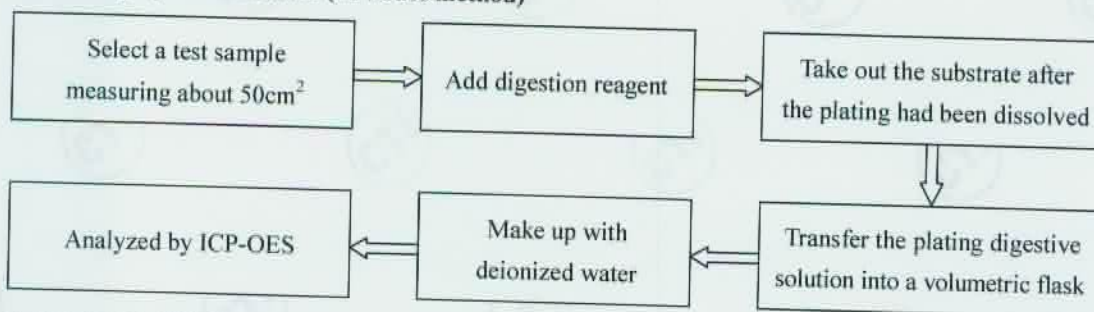 method)
Select a test sample
measuring about 50cm²
Add digestion reagent
Take out the substrate after
the plating had been dissolved
Transfer the plating digestive
solution into a volumetric flask
Make up with
deionized water
Analyzed by ICP-OES